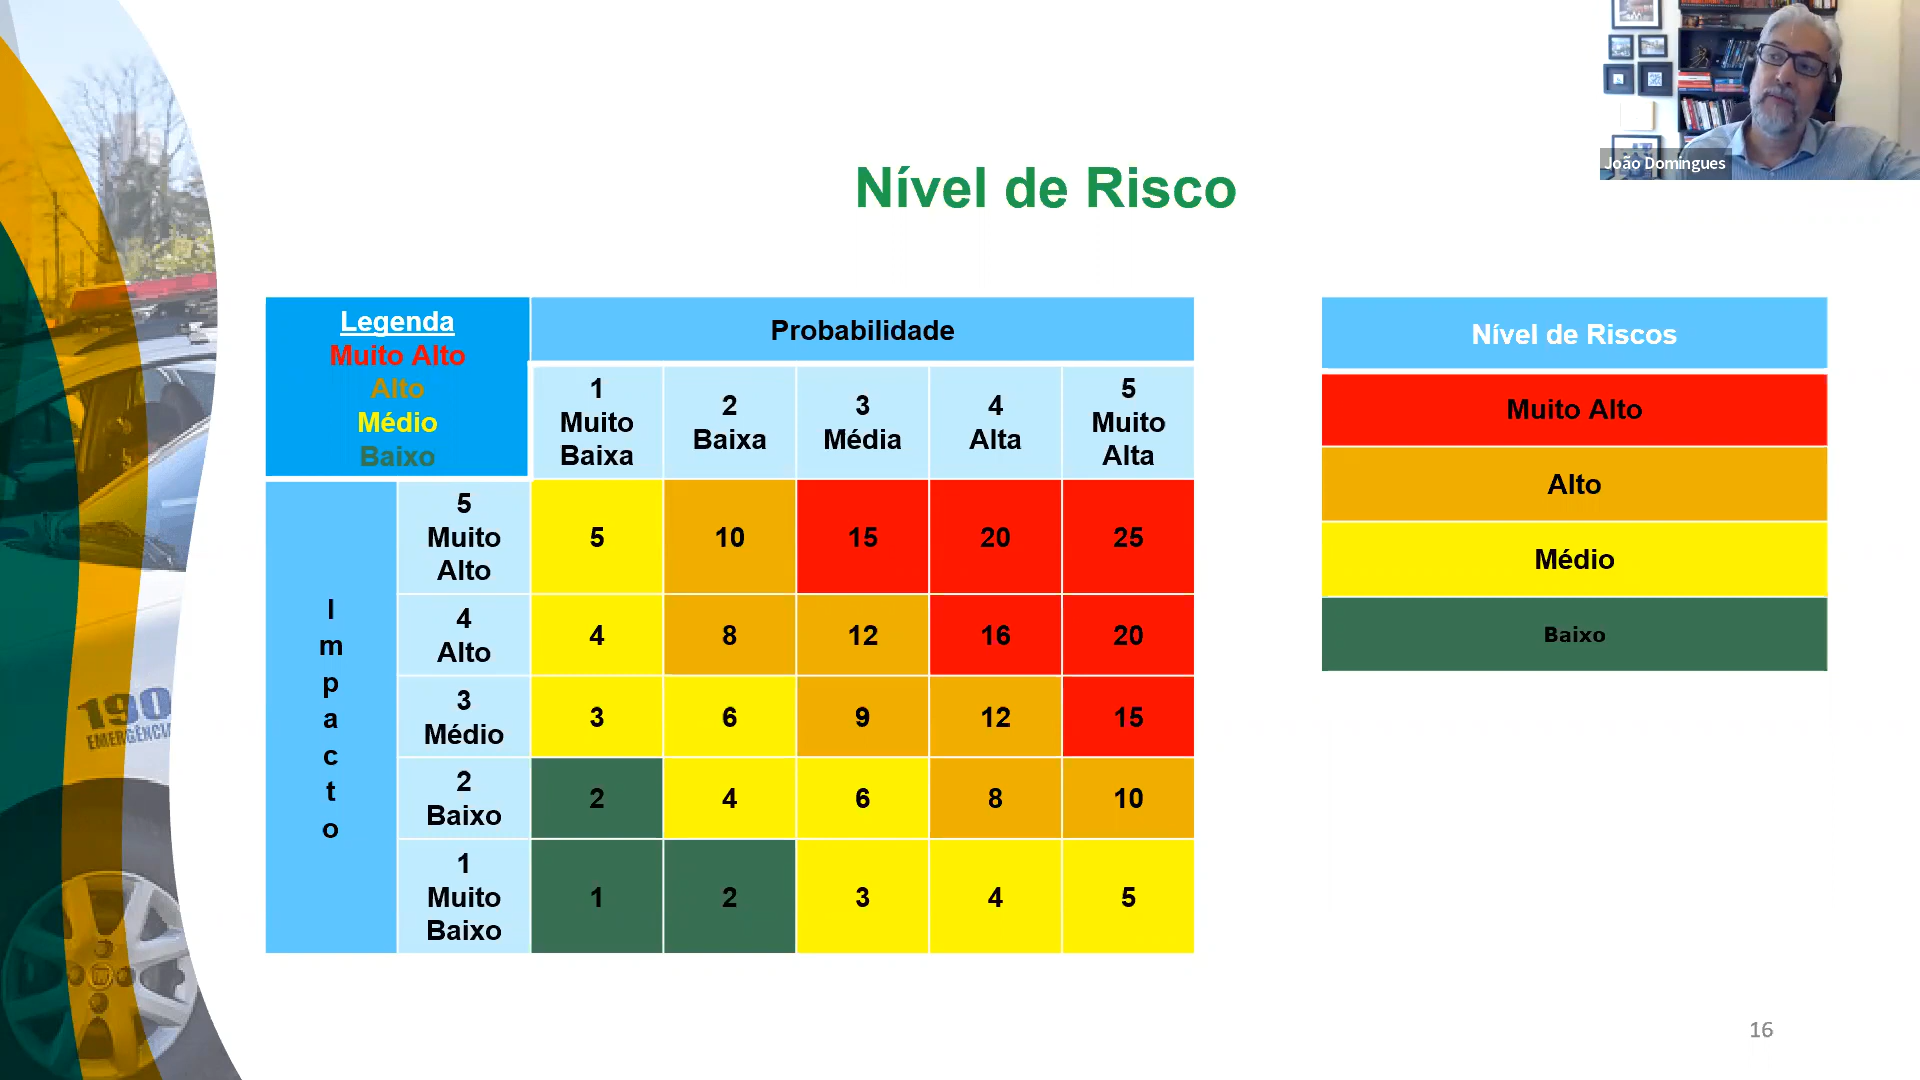 João Domingues
Nível de Risco
Legenda
Muito Alto
Alto
Médio
Baixo
Probabilidade
1
Muito
Baixa
2
Baixa
3
Média
4
Alta
5
Muito
Alta
Impacto
5
Muito
Alto
5 10 15 20 25
4
Alto
4 8 12 16 20
3
Médio
3 6 9 12 15
2
Baixo
2 4 6 8 10
1
Muito
Baixo
1 2 3 4 5
Nível de Riscos
Muito Alto
Alto
Médio
Baixo
190
EMERGÊNCIA
16